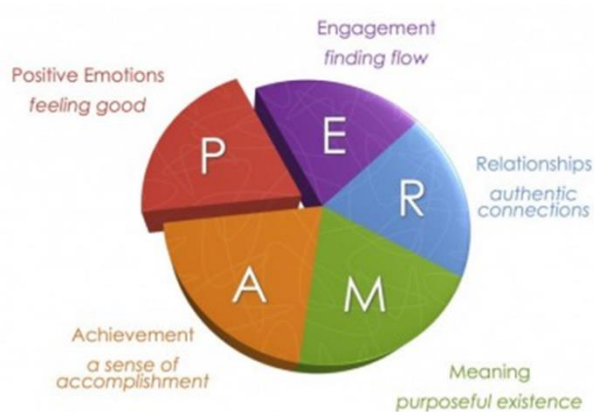 Engagement
finding flow
Positive Emotions
feeling good
P
E
R
Relationships
authentic
connections
A
M
Achievement
a sense of
accomplishment
Meaning
purposeful existence